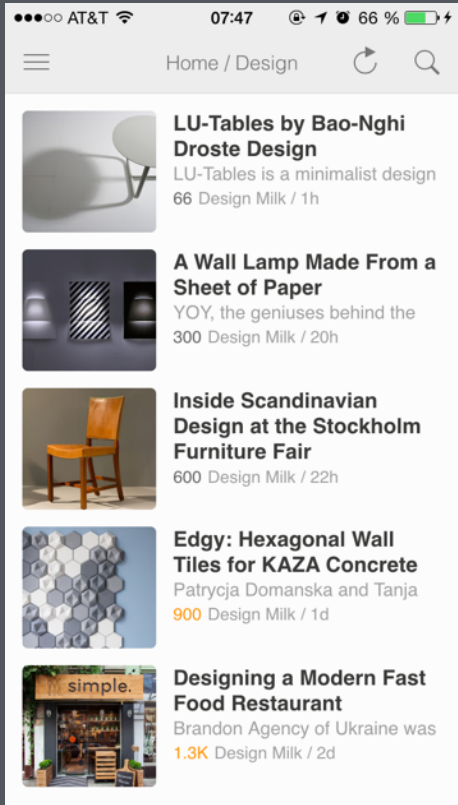 AT&T 07:47 66 %
Home / Design
LU-Tables by Bao-Nghi
Droste Design
LU-Tables is a minimalist design
66 Design Milk / 1h
A Wall Lamp Made From a
Sheet of Paper
YOY, the geniuses behind the
300 Design Milk / 20h
Inside Scandinavian
Design at the Stockholm
Furniture Fair
600 Design Milk / 22h
Edgy: Hexagonal Wall
Tiles for KAZA Concrete
Patrycja Domanska and Tanja
900 Design Milk / 1d
simple.
Designing a Modern Fast
Food Restaurant
Brandon Agency of Ukraine was
1.3K Design Milk / 2d